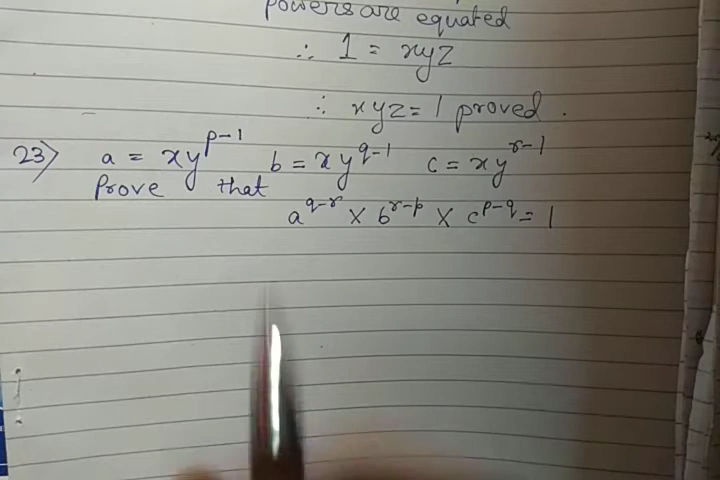 powers are equated
∴ 1 = xyz
∴ xyz = 1 proved.
23) a = xy^{p-1} b = xy^{q-1} c = xy^{r-1}
Prove that
a^{q-r} × b^{r-p} × c^{p-q} = 1